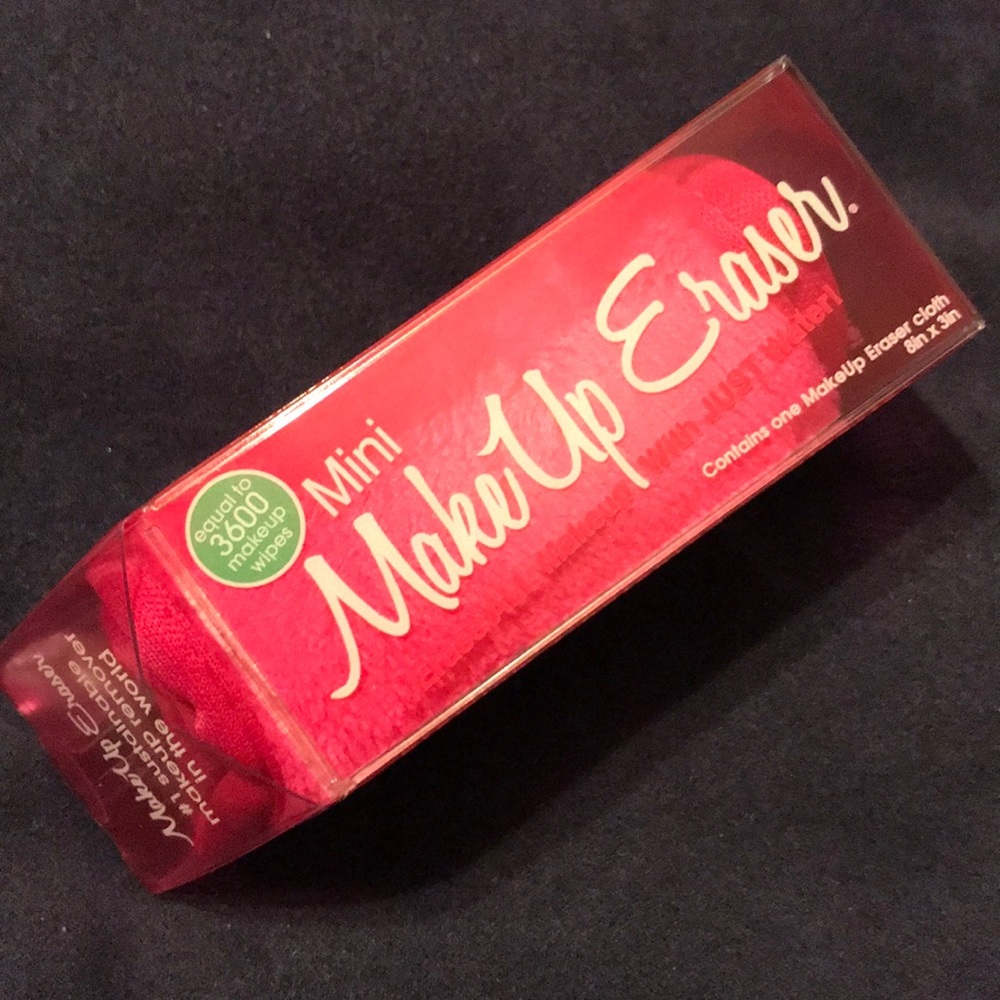 equal to
3600
makeup
wipes
Mini
MakeUp Eraser®
With JUST Water!
Contains one MakeUp Eraser cloth
8in x 3in
MakeUp Eraser
#1 sustainable
makeup remover
in the world